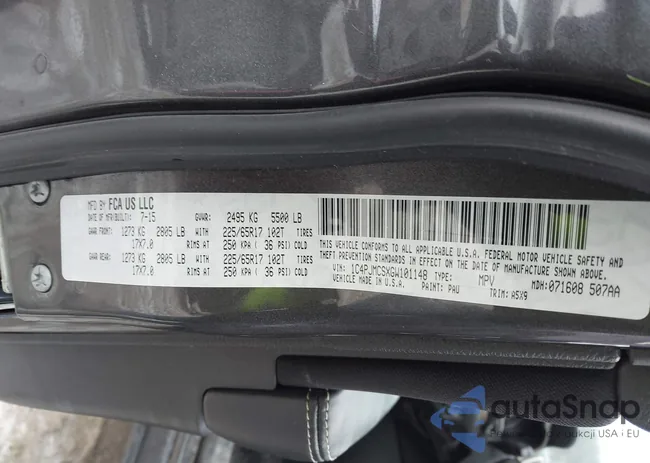 MFD BY FCA US LLC
DATE OF MFR(BUILT): 7-15 GVWR: 2495 KG 5500 LB
GAWR FRONT: 1273 KG 2805 LB WITH 225/65R17 102T TIRES
17X7.0 RIMS AT 250 KPA ( 36 PSI) COLD
GAWR REAR: 1273 KG 2805 LB WITH 225/65R17 102T TIRES
17X7.0 RIMS AT 250 KPA ( 36 PSI) COLD
THIS VEHICLE CONFORMS TO ALL APPLICABLE U.S.A. FEDERAL MOTOR VEHICLE SAFETY AND
THEFT PREVENTION STANDARDS IN EFFECT ON THE DATE OF MANUFACTURE SHOWN ABOVE.
VIN: 1C4PJMCSXGW101148 TYPE: MPV MDH: 071608 507AA
VEHICLE MADE IN U.S.A. PAINT: PAU TRIM: A5X9
autoSnap
USA i EU